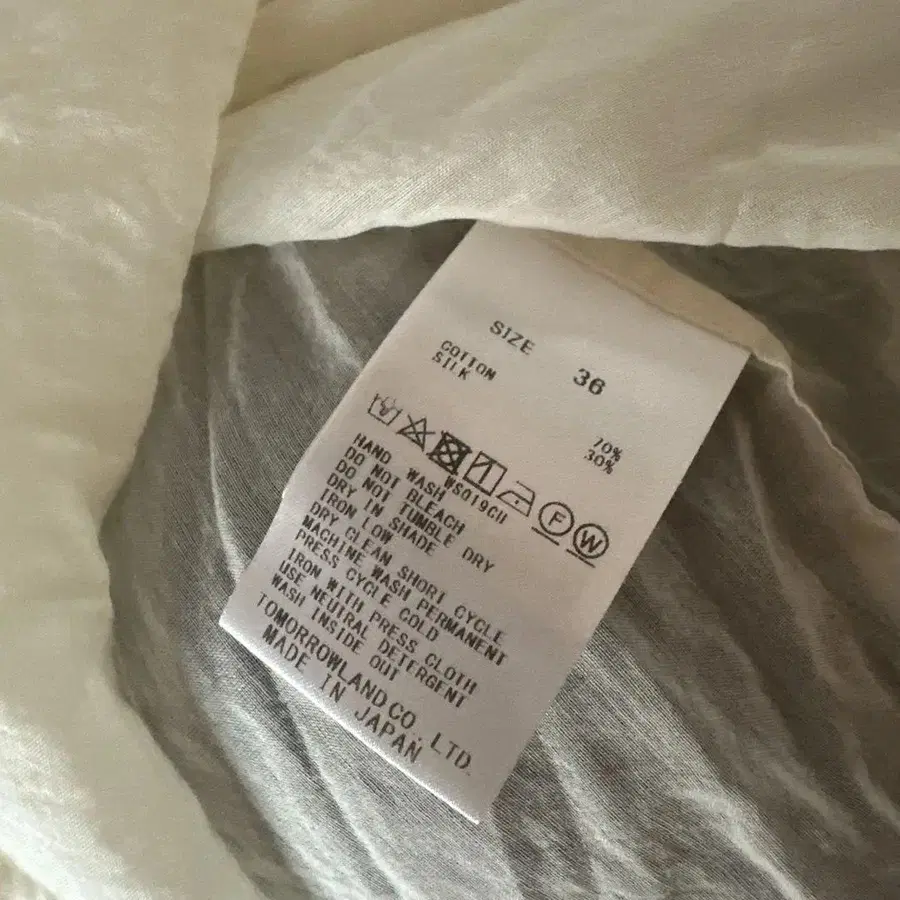 SIZE 36
COTTON 70%
SILK 30%
F W
WS019CH
HAND WASH
DO NOT BLEACH
DO NOT TUMBLE DRY
DRY IN SHADE
IRON LOW
DRY CLEAN SHORT CYCLE
MACHINE WASH PERMANENT
PRESS CYCLE COLD
IRON WITH PRESS CLOTH
USE NEUTRAL DETERGENT
WASH INSIDE OUT
TOMORROWLAND CO., LTD.
MADE IN JAPAN